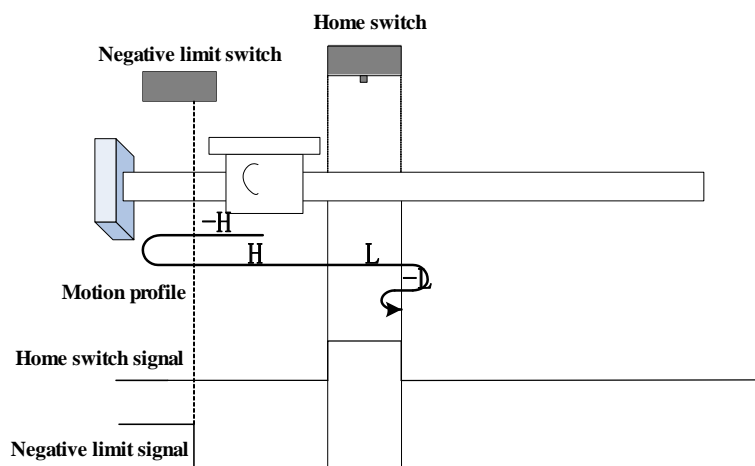 Home switch
Negative limit switch
−H
H
L
−L
Motion profile
Home switch signal
Negative limit signal